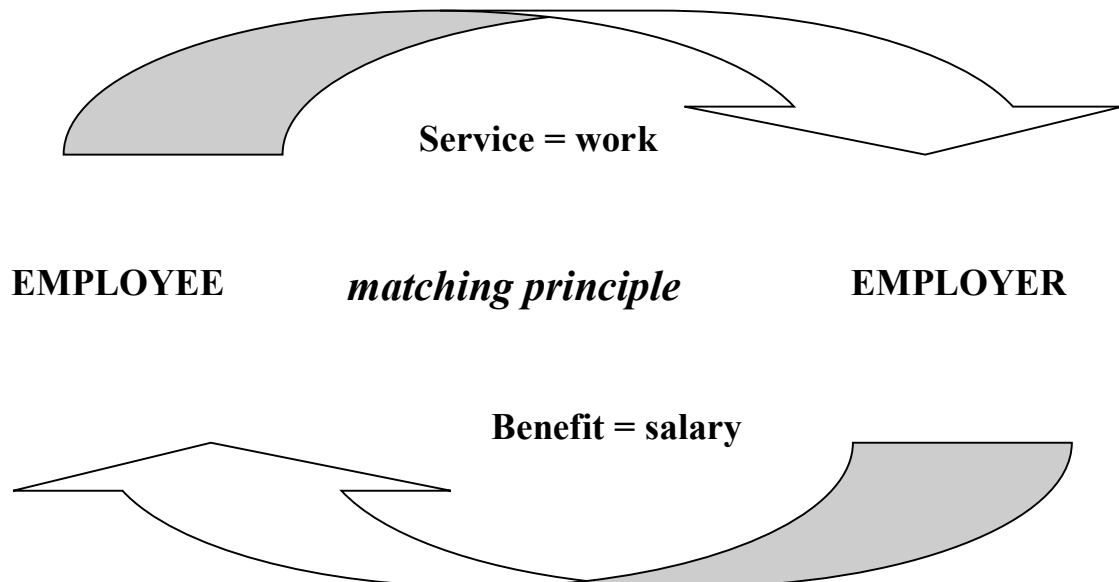 Service = work
EMPLOYEE matching principle EMPLOYER
Benefit = salary